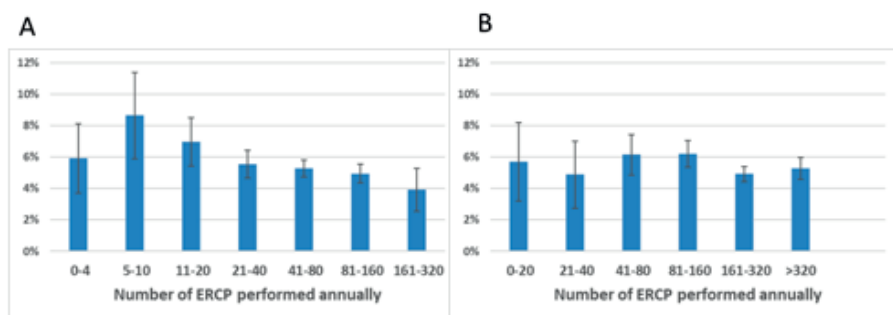 A
B
12%
10%
8%
6%
4%
2%
0%
0-4 5-10 11-20 21-40 41-80 81-160 161-320
Number of ERCP performed annually
12%
10%
8%
6%
4%
2%
0%
0-20 21-40 41-80 81-160 161-320 >320
Number of ERCP performed annually